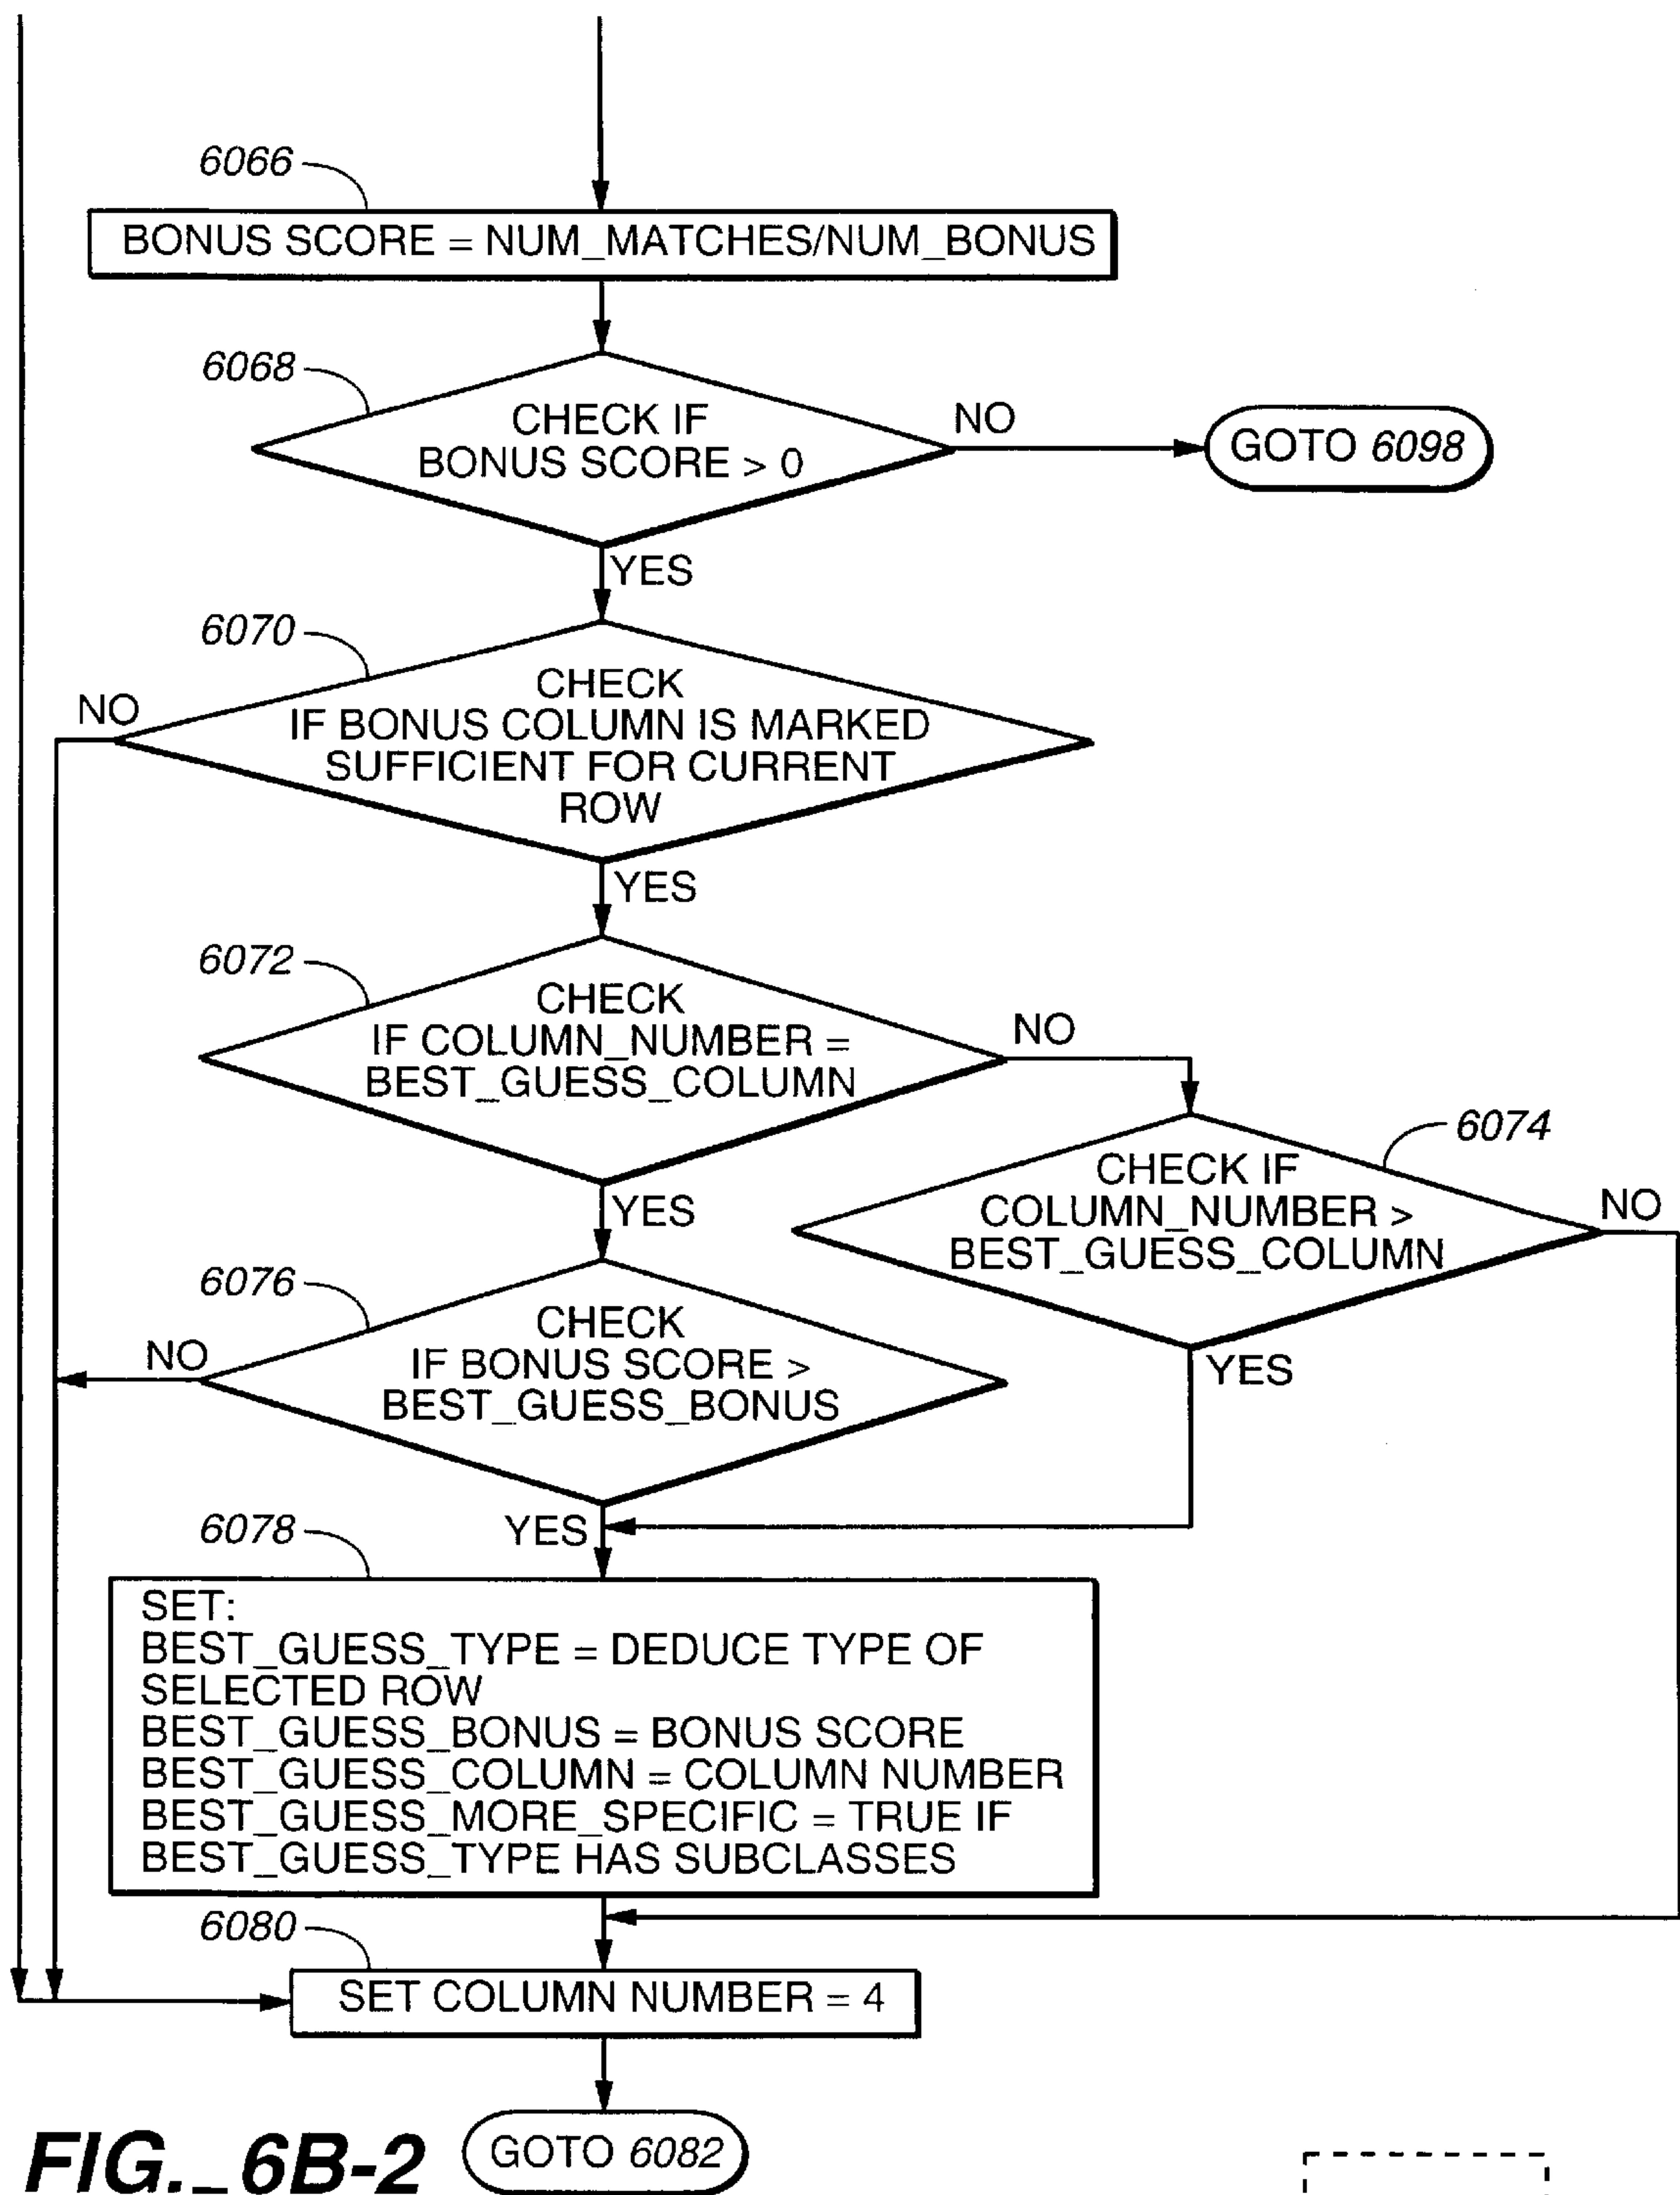 6066
BONUS SCORE = NUM_MATCHES/NUM_BONUS
6068
CHECK IF
BONUS SCORE > 0
NO
GOTO 6098
YES
6070
CHECK
IF BONUS COLUMN IS MARKED
SUFFICIENT FOR CURRENT
ROW
NO
YES
6072
CHECK
IF COLUMN_NUMBER =
BEST_GUESS_COLUMN
NO
YES
6074
CHECK IF
COLUMN_NUMBER >
BEST_GUESS_COLUMN
NO
YES
6076
CHECK
IF BONUS SCORE >
BEST_GUESS_BONUS
NO
YES
6078
SET:
BEST_GUESS_TYPE = DEDUCE TYPE OF
SELECTED ROW
BEST_GUESS_BONUS = BONUS SCORE
BEST_GUESS_COLUMN = COLUMN NUMBER
BEST_GUESS_MORE_SPECIFIC = TRUE IF
BEST_GUESS_TYPE HAS SUBCLASSES
6080
SET COLUMN NUMBER = 4
GOTO 6082
FIG._6B-2